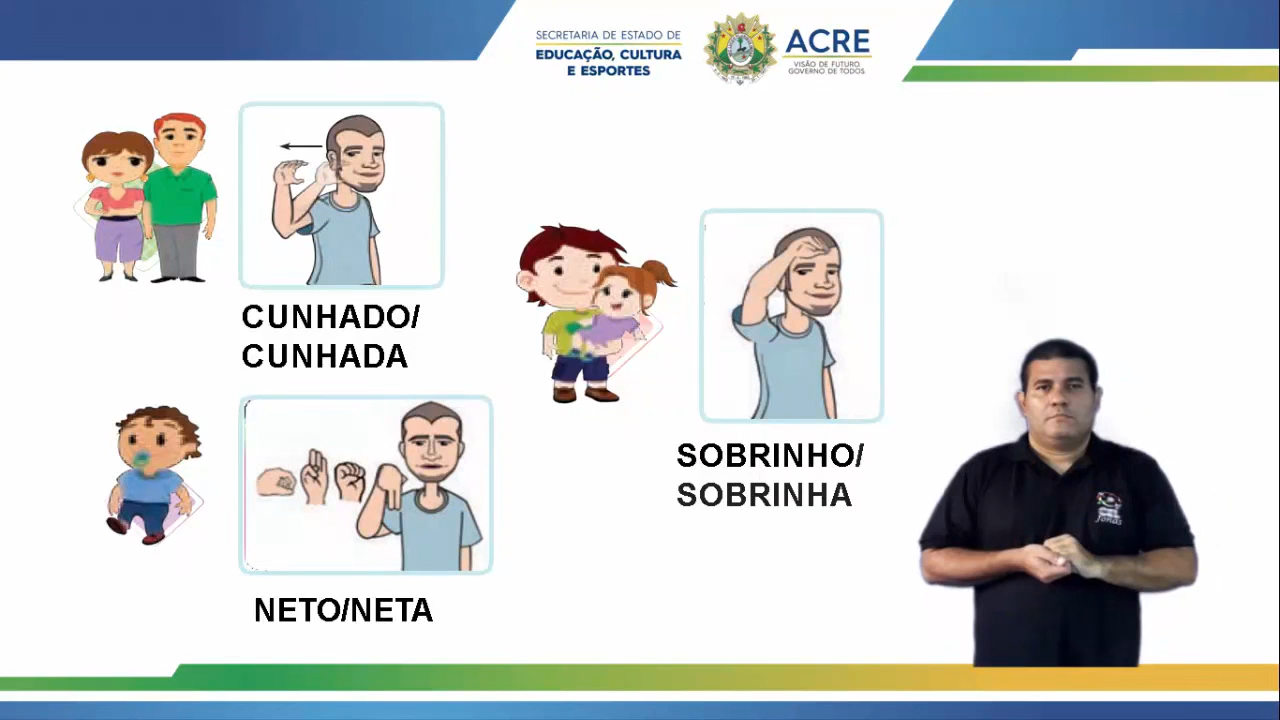 SECRETARIA DE ESTADO DE
EDUCAÇÃO, CULTURA
E ESPORTES
ACRE
VISÃO DE FUTURO
GOVERNO DE TODOS
CUNHADO/
CUNHADA
SOBRINHO/
SOBRINHA
NETO/NETA
Jonas